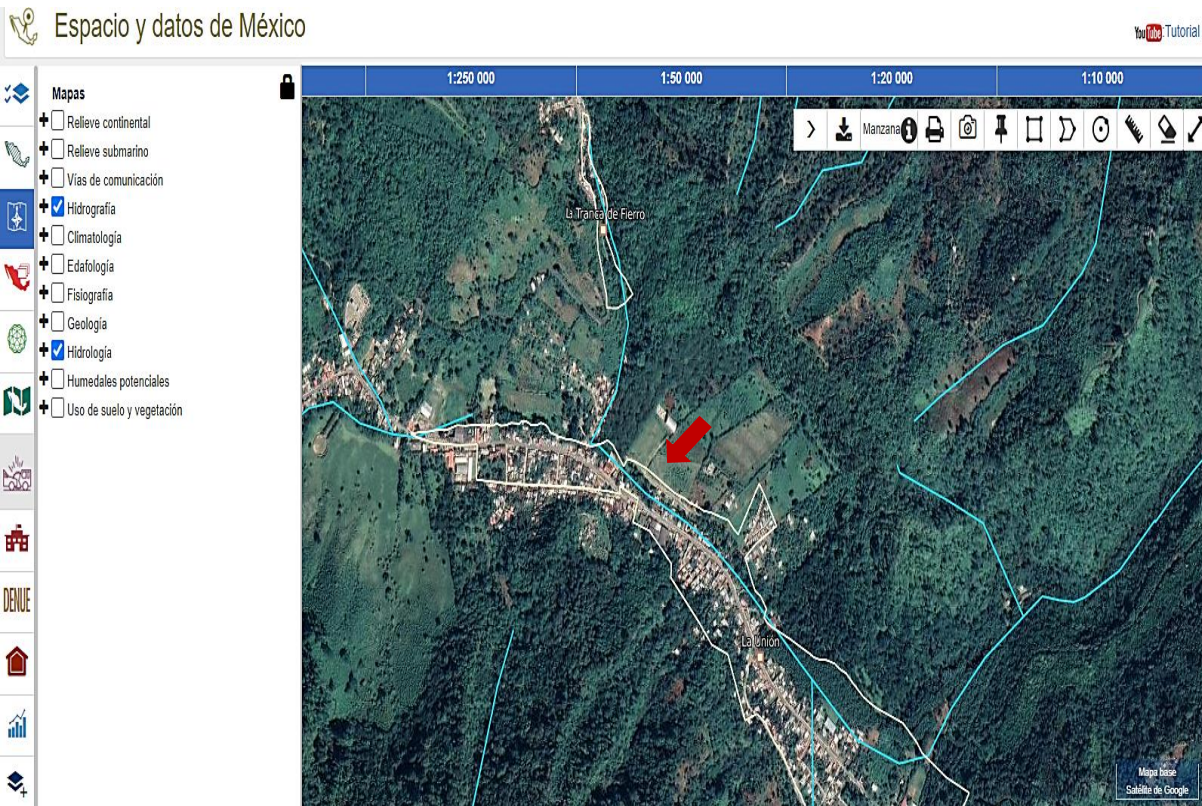 Espacio y datos de México
YouTube: Tutorial
1:250 000
1:50 000
1:20 000
1:10 000
Mapas
Relieve continental
Relieve submarino
Vías de comunicación
Hidrografía
Climatología
Edafología
Fisiografía
Geología
Hidrología
Humedales potenciales
Uso de suelo y vegetación
DENUE
Manzana
La Tranca de Fierro
La Unión
Mapa base
Satélite de Google